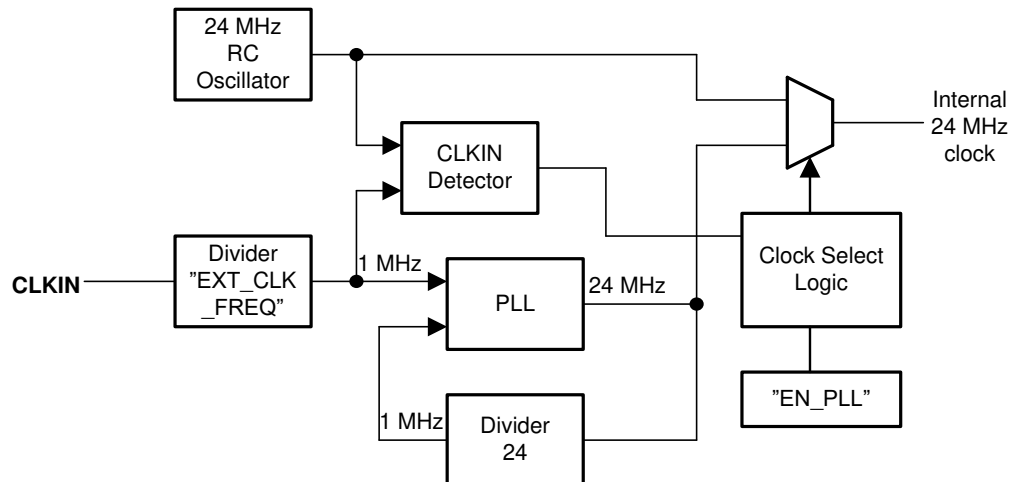 24 MHz
RC
Oscillator
CLKIN
Detector
Internal
24 MHz
clock
CLKIN
Divider
”EXT_CLK
_FREQ”
1 MHz
PLL
24 MHz
Clock Select
Logic
1 MHz
Divider
24
”EN_PLL”